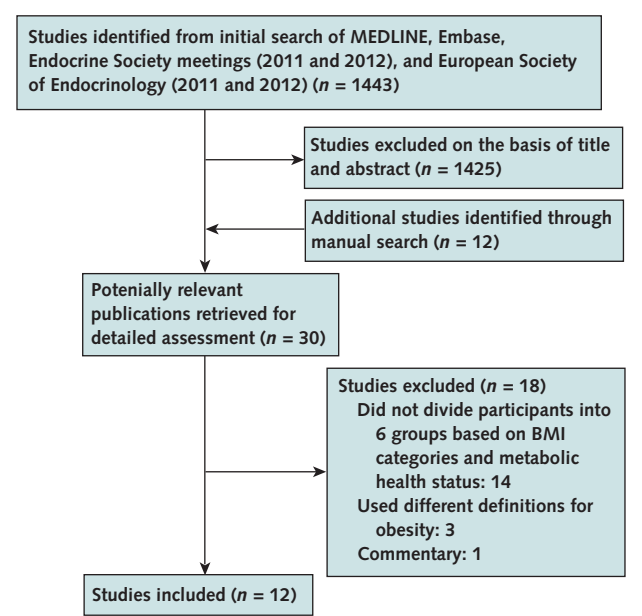 Studies identified from initial search of MEDLINE, Embase,
Endocrine Society meetings (2011 and 2012), and European Society
of Endocrinology (2011 and 2012) (n = 1443)
Studies excluded on the basis of title
and abstract (n = 1425)
Additional studies identified through
manual search (n = 12)
Potenially relevant
publications retrieved for
detailed assessment (n = 30)
Studies excluded (n = 18)
Did not divide participants into
6 groups based on BMI
categories and metabolic
health status: 14
Used different definitions for
obesity: 3
Commentary: 1
Studies included (n = 12)